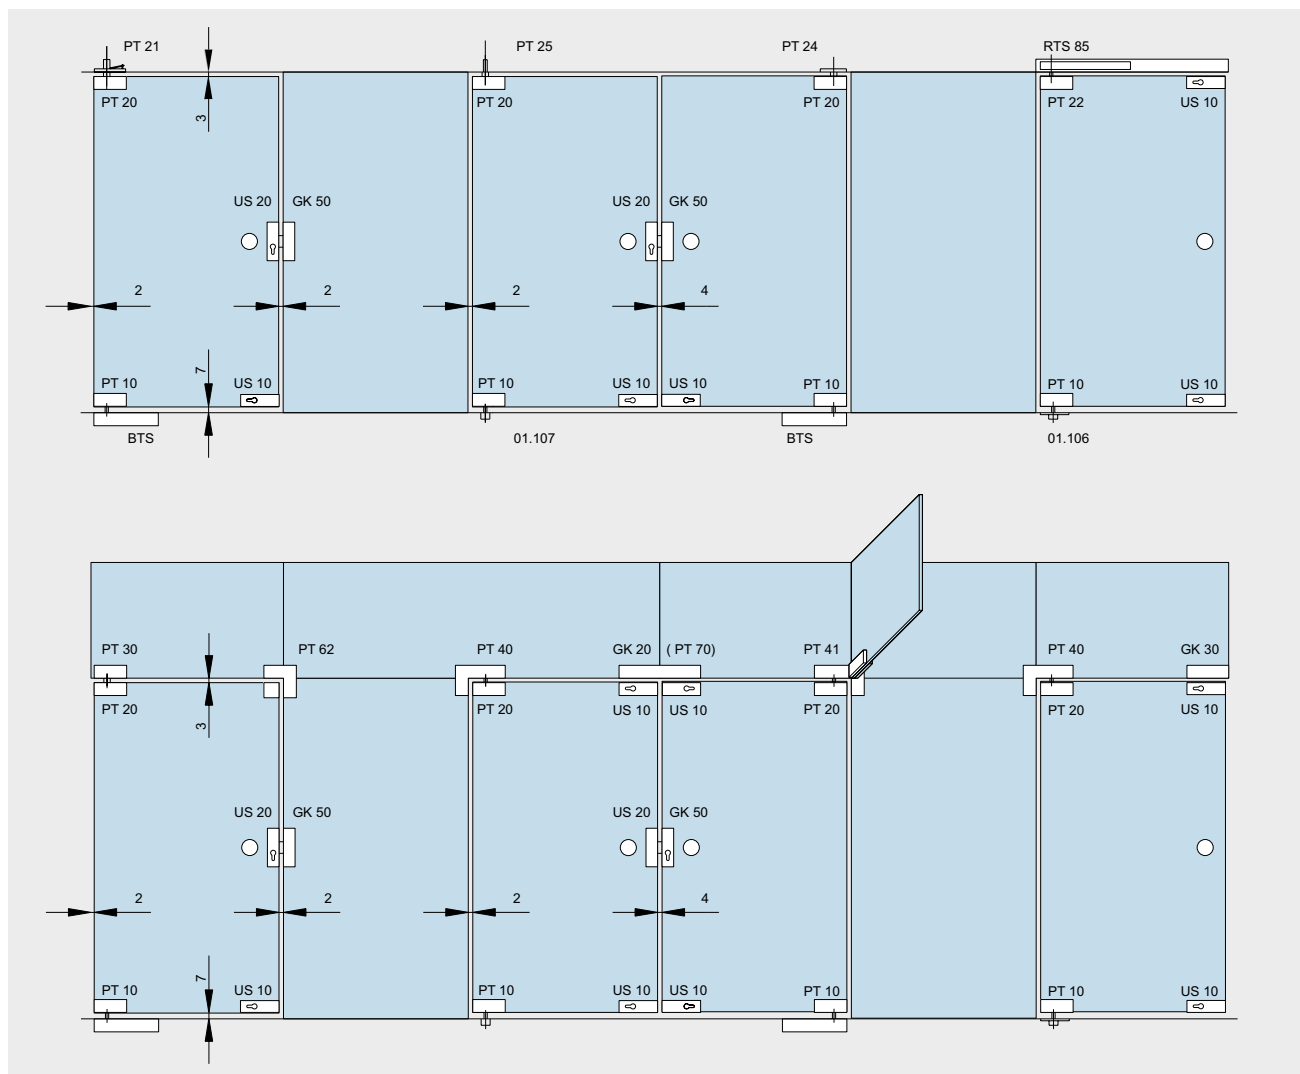 PT 21 PT 25 PT 24 RTS 85
PT 20 PT 20 PT 20 PT 22 US 10
3
US 20 GK 50 US 20 GK 50
2 2 2 4
7
PT 10 US 10 PT 10 US 10 US 10 PT 10 PT 10 US 10
BTS 01.107 BTS 01.106
PT 30 PT 62 PT 40 GK 20 ( PT 70) PT 41 PT 40 GK 30
PT 20 PT 20 US 10 US 10 PT 20 PT 20 US 10
3
US 20 GK 50 US 20 GK 50
2 2 2 4
7
PT 10 US 10 PT 10 US 10 US 10 PT 10 PT 10 US 10